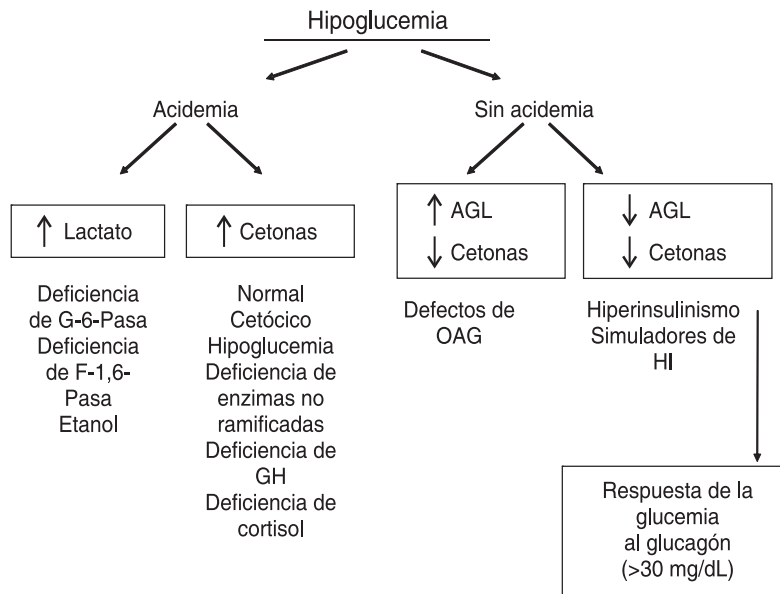 Hipoglucemia
Acidemia
Sin acidemia
↑ Lactato
↑ Cetonas
↑ AGL
↓ Cetonas
↓ AGL
↓ Cetonas
Deficiencia
de G-6-Pasa
Deficiencia
de F-1,6-
Pasa
Etanol
Normal
Cetócico
Hipoglucemia
Deficiencia de
enzimas no
ramificadas
Deficiencia de
GH
Deficiencia de
cortisol
Defectos de
OAG
Hiperinsulinismo
Simuladores de
HI
Respuesta de la
glucemia
al glucagón
(>30 mg/dL)